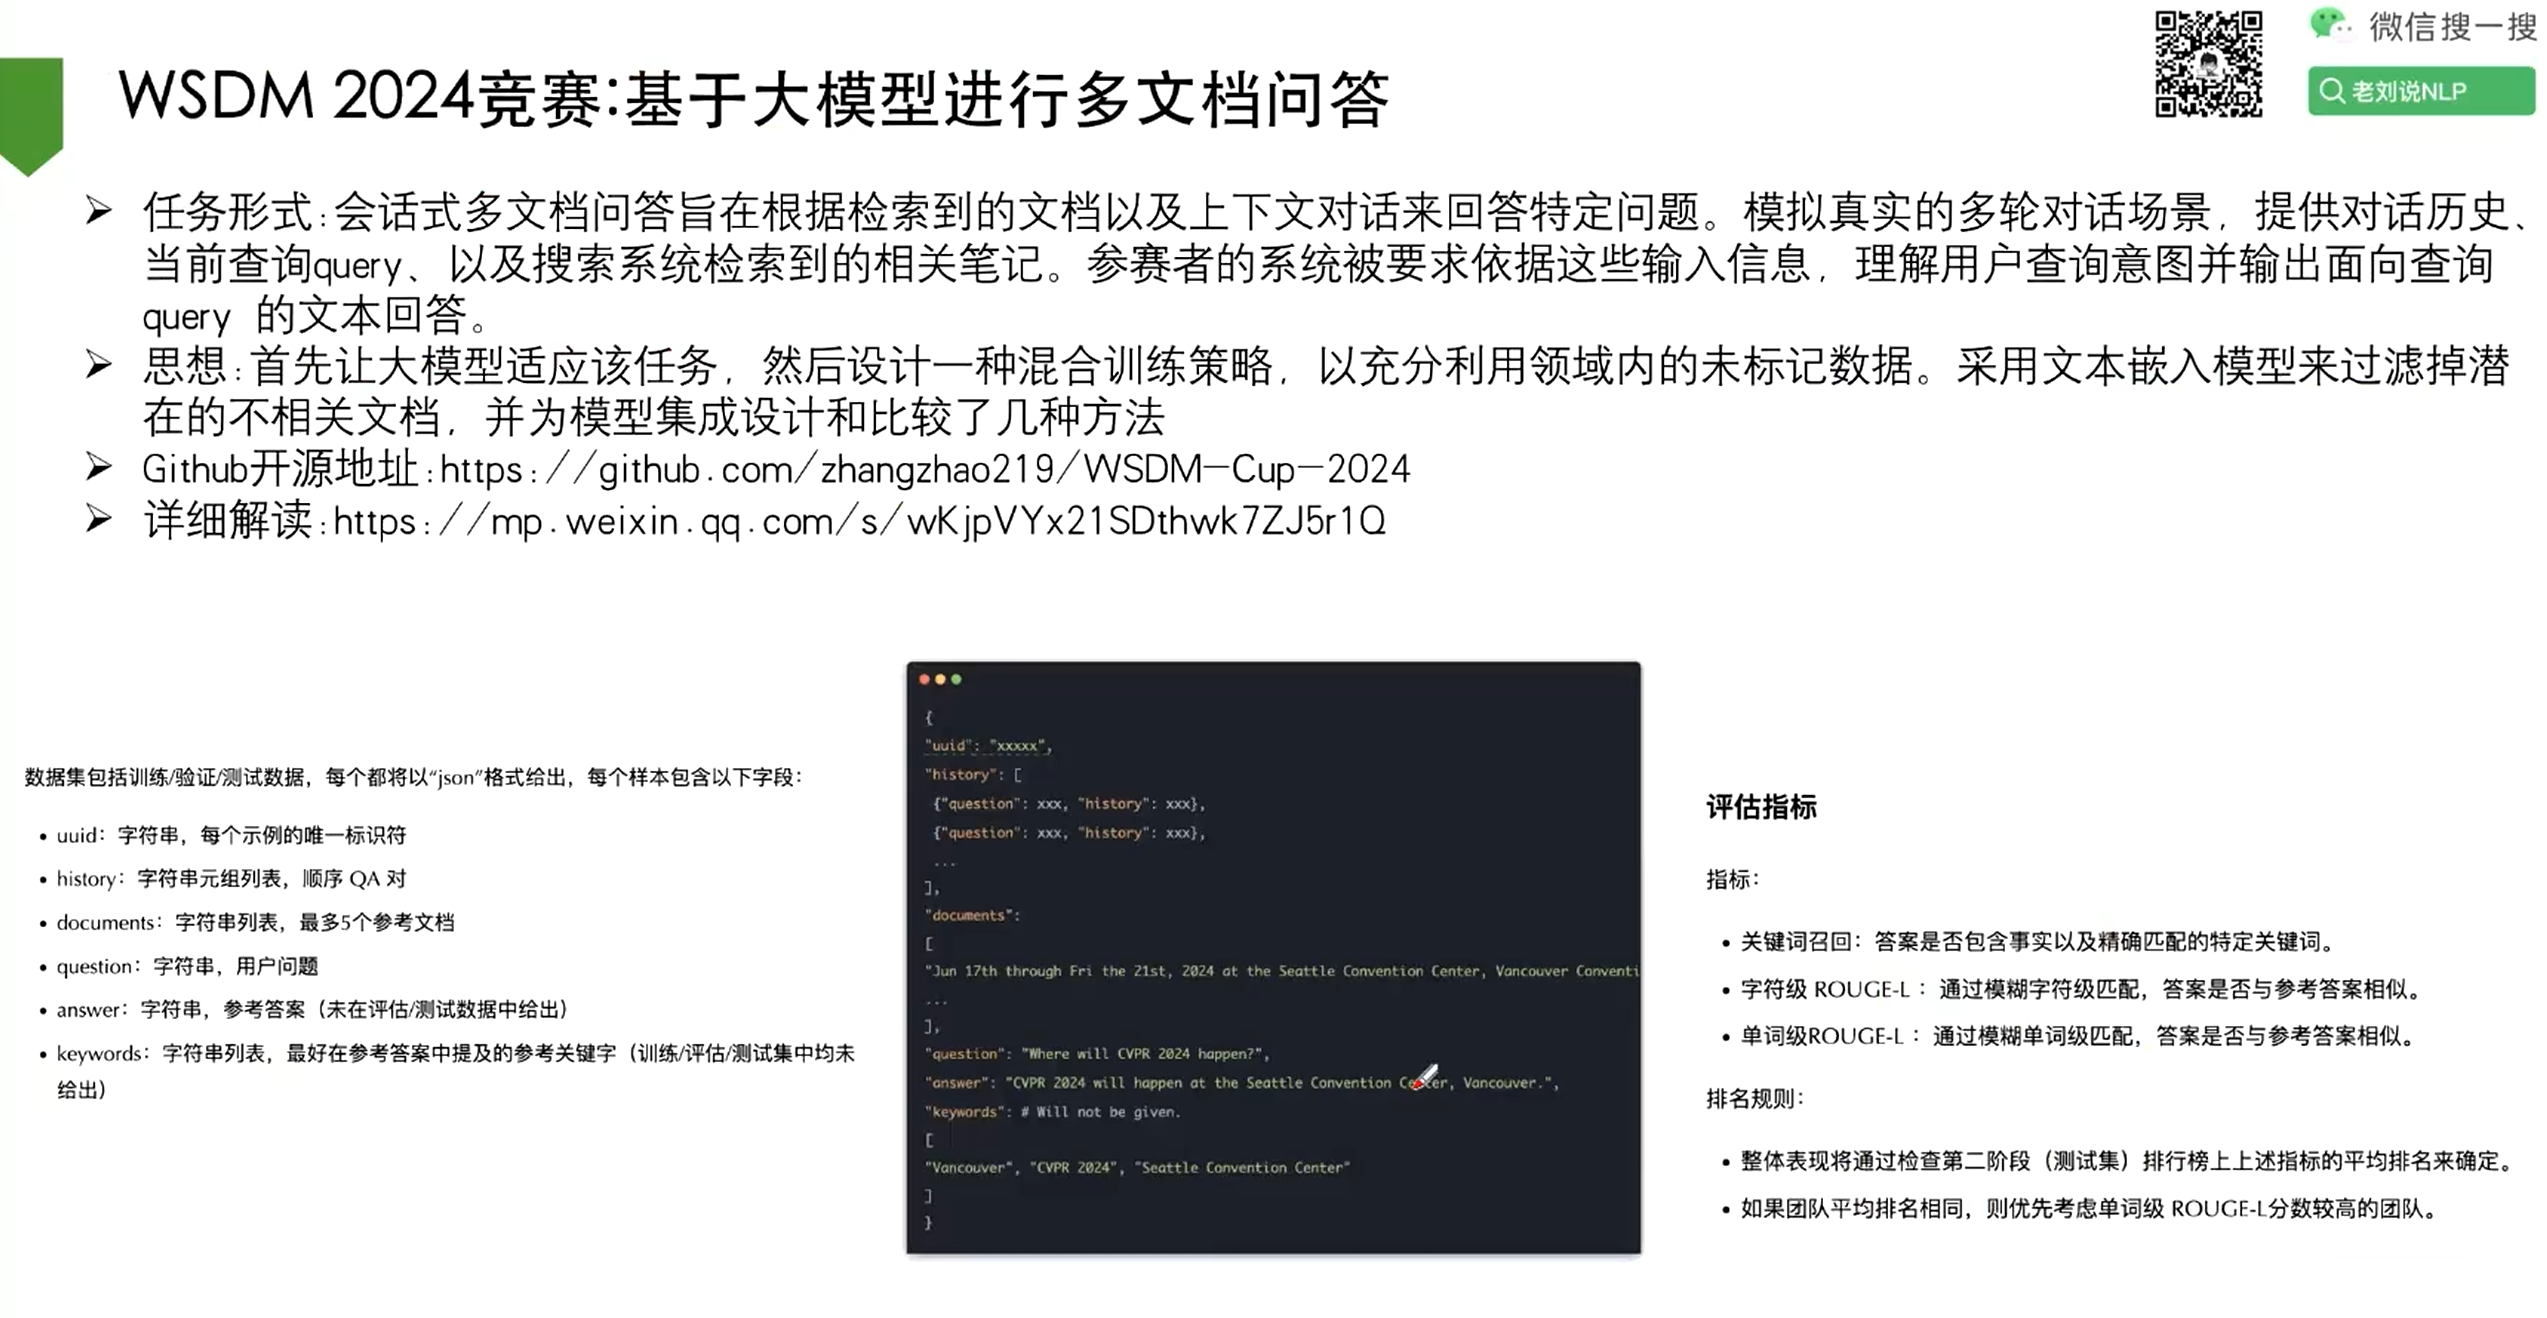 微信搜一搜
老刘说NLP
WSDM 2024竞赛:基于大模型进行多文档问答
任务形式:会话式多文档问答旨在根据检索到的文档以及上下文对话来回答特定问题。模拟真实的多轮对话场景，提供对话历史、
当前查询query、以及搜索系统检索到的相关笔记。参赛者的系统被要求依据这些输入信息，理解用户查询意图并输出面向查询
query 的文本回答。
思想:首先让大模型适应该任务，然后设计一种混合训练策略，以充分利用领域内的未标记数据。采用文本嵌入模型来过滤掉潜
在的不相关文档，并为模型集成设计和比较了几种方法
Github开源地址:https://github.com/zhangzhao219/WSDM-Cup-2024
详细解读:https://mp.weixin.qq.com/s/wKjpVYx21SDthwk7ZJ5r1Q
数据集包括训练/验证/测试数据，每个都将以“json”格式给出，每个样本包含以下字段：
• uuid：字符串，每个示例的唯一标识符
• history：字符串元组列表，顺序 QA 对
• documents：字符串列表，最多5个参考文档
• question：字符串，用户问题
• answer：字符串，参考答案（未在评估/测试数据中给出）
• keywords：字符串列表，最好在参考答案中提及的参考关键字（训练/评估/测试集中均未
给出）
{
"uuid": "xxxxx",
"history": [
{"question": xxx, "history": xxx},
{"question": xxx, "history": xxx},
...
],
"documents":
[
"Jun 17th through Fri the 21st, 2024 at the Seattle Convention Center, Vancouver Conventi
...
],
"question": "Where will CVPR 2024 happen?",
"answer": "CVPR 2024 will happen at the Seattle Convention Center, Vancouver.",
"keywords": # Will not be given.
[
"Vancouver", "CVPR 2024", "Seattle Convention Center"
]
}
评估指标
指标：
• 关键词召回：答案是否包含事实以及精确匹配的特定关键词。
• 字符级 ROUGE-L ：通过模糊字符级匹配，答案是否与参考答案相似。
• 单词级ROUGE-L ：通过模糊单词级匹配，答案是否与参考答案相似。
排名规则：
• 整体表现将通过检查第二阶段（测试集）排行榜上上述指标的平均排名来确定。
• 如果团队平均排名相同，则优先考虑单词级 ROUGE-L分数较高的团队。